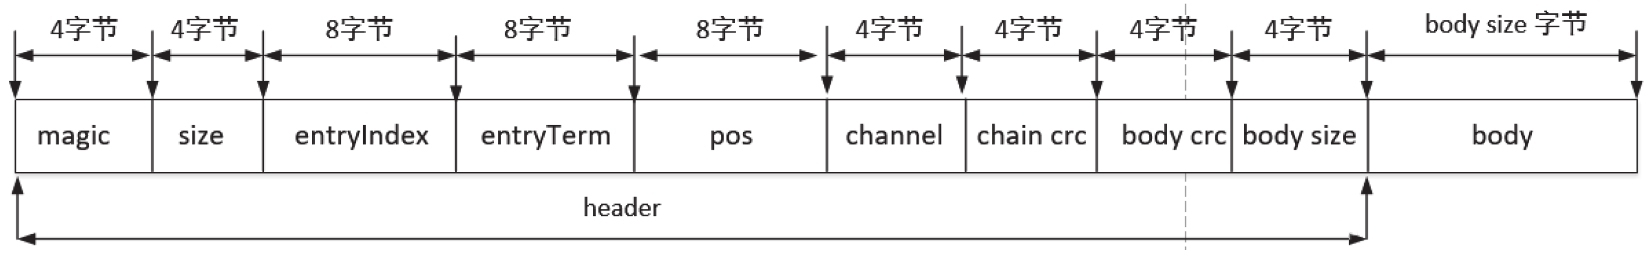 4字节 4字节 8字节 8字节 8字节 4字节 4字节 4字节 4字节 body size 字节
magic size entryIndex entryTerm pos channel chain crc body crc body size body
header